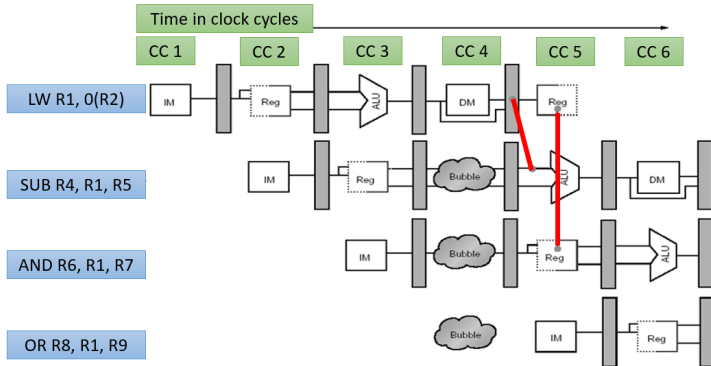 Time in clock cycles
CC 1 CC 2 CC 3 CC 4 CC 5 CC 6
LW R1, 0(R2) IM Reg ALU DM Reg
SUB R4, R1, R5 IM Reg Bubble ALU DM
AND R6, R1, R7 IM Bubble Reg ALU
OR R8, R1, R9 Bubble IM Reg